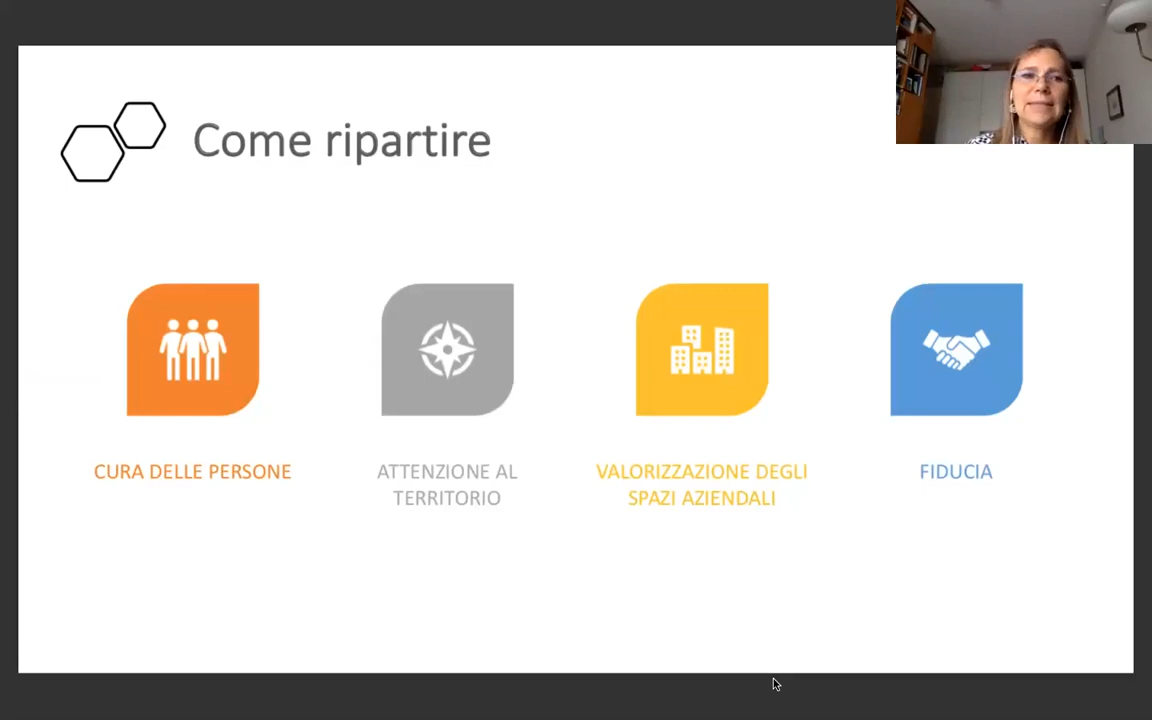 Come ripartire
CURA DELLE PERSONE
ATTENZIONE AL
TERRITORIO
VALORIZZAZIONE DEGLI
SPAZI AZIENDALI
FIDUCIA